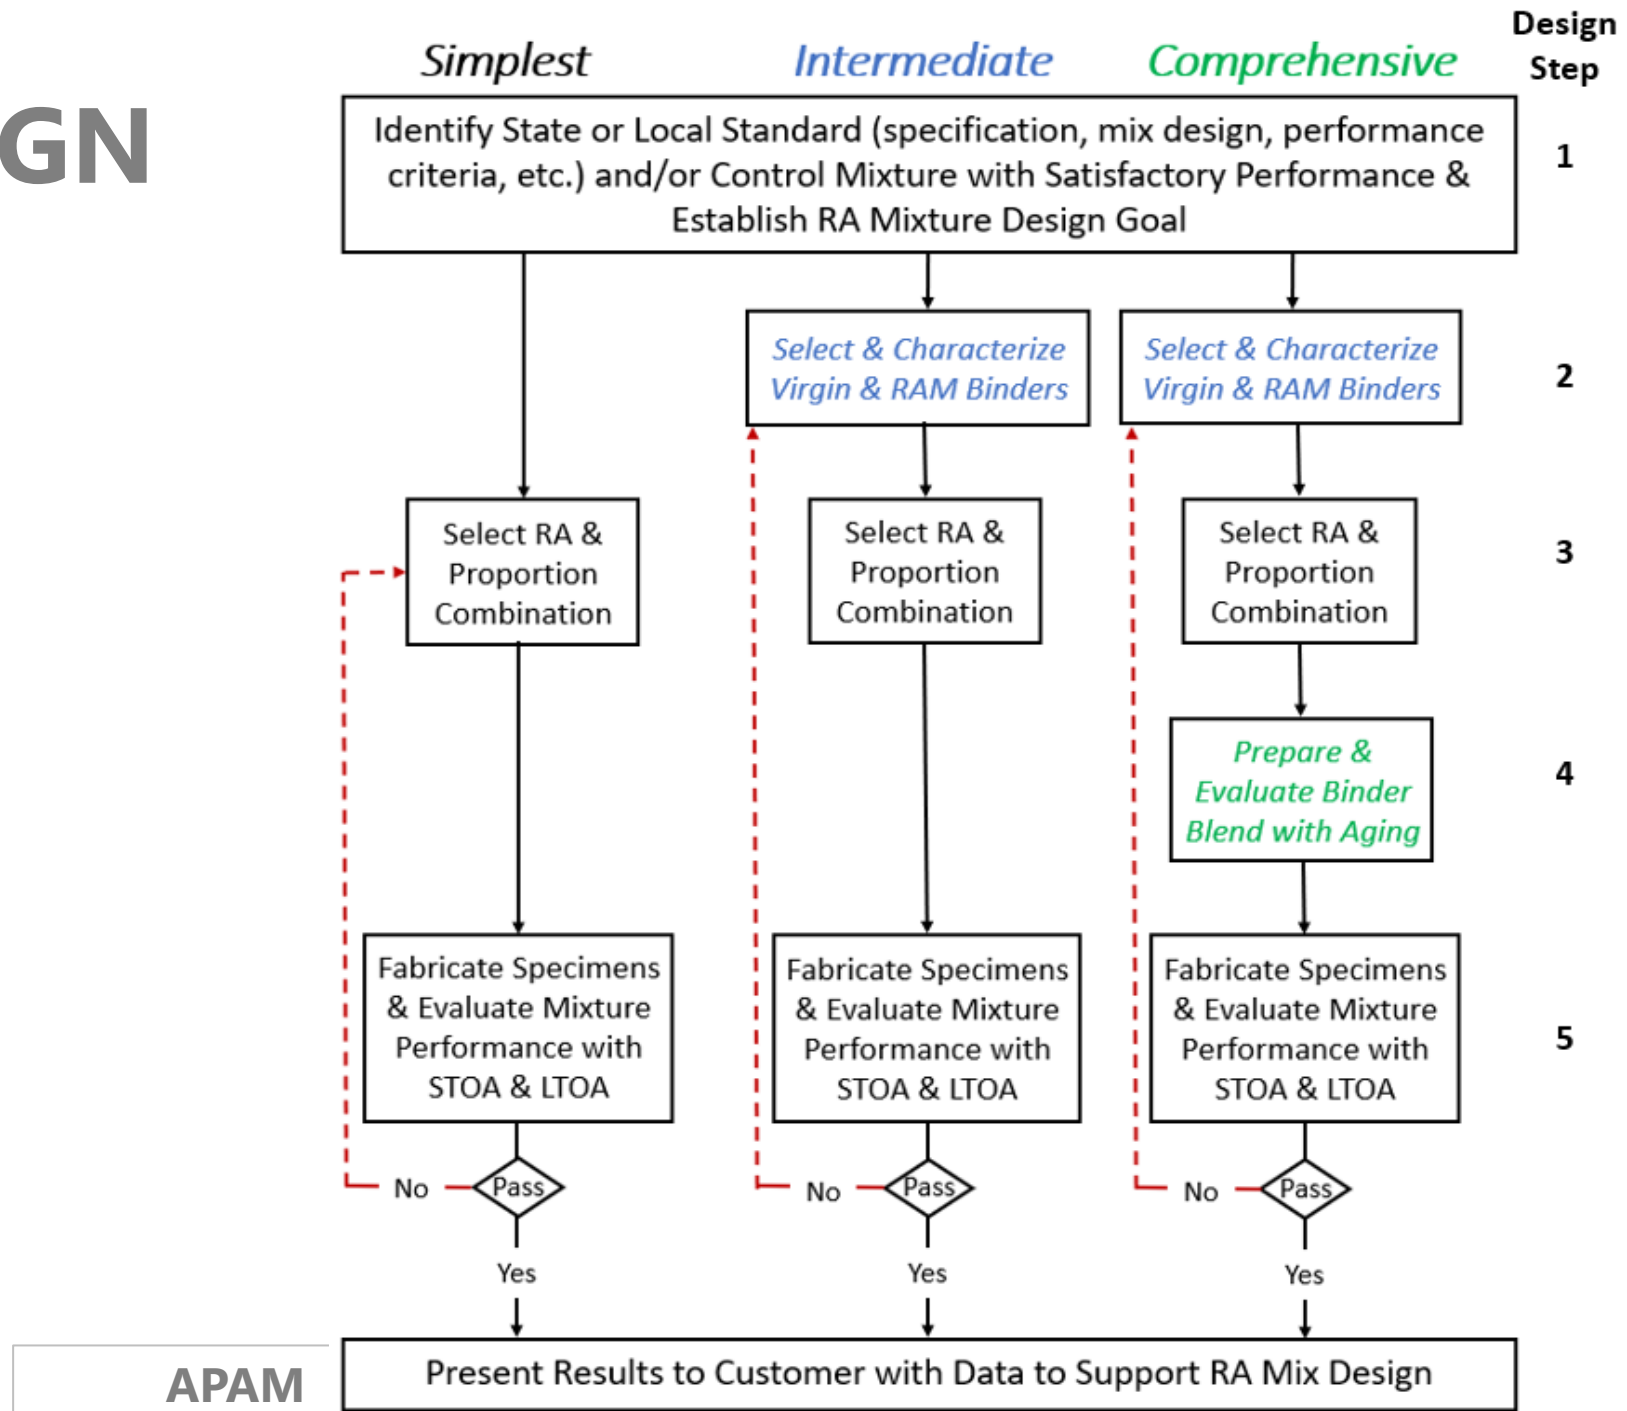 GN
Simplest
Intermediate
Comprehensive
Design
Step
Identify State or Local Standard (specification, mix design, performance
criteria, etc.) and/or Control Mixture with Satisfactory Performance &
Establish RA Mixture Design Goal
1
Select & Characterize
Virgin & RAM Binders
Select & Characterize
Virgin & RAM Binders
2
Select RA &
Proportion
Combination
Select RA &
Proportion
Combination
Select RA &
Proportion
Combination
3
Prepare &
Evaluate Binder
Blend with Aging
4
Fabricate Specimens
& Evaluate Mixture
Performance with
STOA & LTOA
Fabricate Specimens
& Evaluate Mixture
Performance with
STOA & LTOA
Fabricate Specimens
& Evaluate Mixture
Performance with
STOA & LTOA
5
No
Pass
No
Pass
No
Pass
Yes
Yes
Yes
Present Results to Customer with Data to Support RA Mix Design
APAM